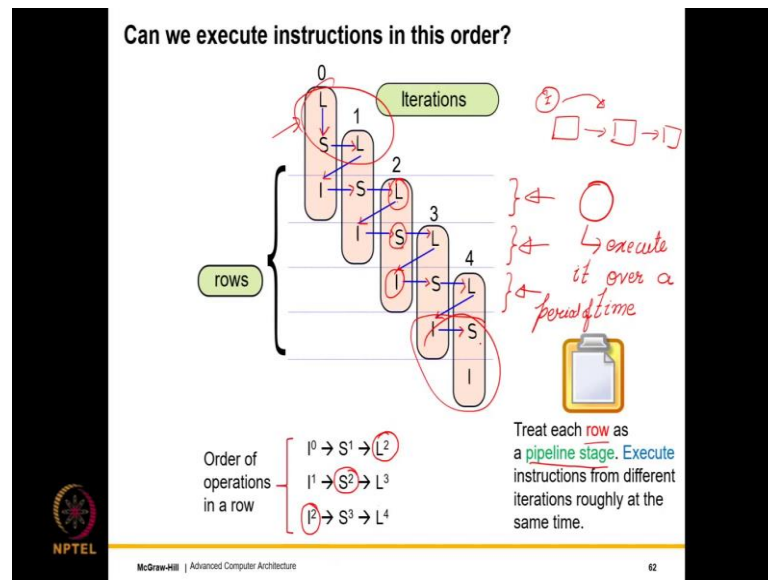 Can we execute instructions in this order?
0
Iterations
L
1
S L
2
I S L
3
I S L
4
rows
I S L
I S
I
I
execute
it over a
period of time
Order of
operations
in a row
I⁰ → S¹ → L²
I¹ → S² → L³
I² → S³ → L⁴
Treat each row as
a pipeline stage. Execute
instructions from different
iterations roughly at the
same time.
NPTEL
McGraw-Hill | Advanced Computer Architecture
62